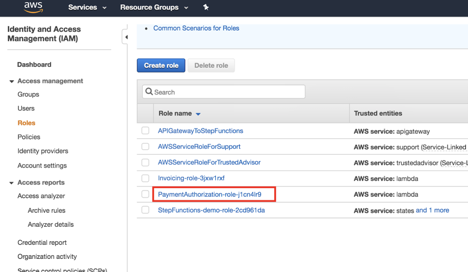 aws Services Resource Groups
Identity and Access
Management (IAM)
Dashboard
Access management
Groups
Users
Roles
Policies
Identity providers
Account settings
Access reports
Access analyzer
Archive rules
Analyzer details
Credential report
Organization activity
Service control policies (SCPs)
Common Scenarios for Roles
Create role Delete role
Search
Role name Trusted entities
APIGatewayToStepFunctions AWS service: apigateway
AWSServiceRoleForSupport AWS service: support (Service-Linked
AWSServiceRoleForTrustedAdvisor AWS service: trustedadvisor (Service-
Invoicing-role-3jxw1rxf AWS service: lambda
PaymentAuthorization-role-j1cn4lr9 AWS service: lambda
StepFunctions-demo-role-2cd961da AWS service: states and 1 more